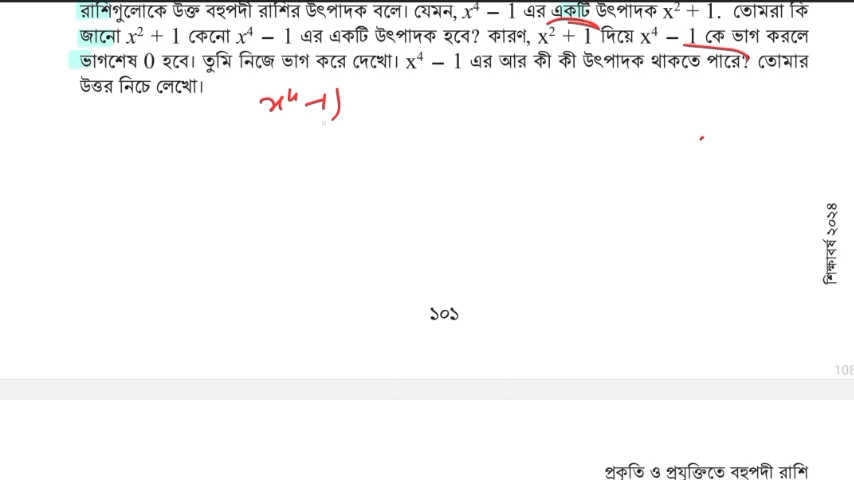 রাশিগুলোকে উক্ত বহুপদী রাশির উৎপাদক বলে। যেমন, x⁴ − 1 এর একটি উৎপাদক x² + 1. তোমরা কি
জানো x² + 1 কেনো x⁴ − 1 এর একটি উৎপাদক হবে? কারণ, x² + 1 দিয়ে x⁴ − 1 কে ভাগ করলে
ভাগশেষ 0 হবে। তুমি নিজে ভাগ করে দেখো। x⁴ − 1 এর আর কী কী উৎপাদক থাকতে পারে? তোমার
উত্তর নিচে লেখো।
x⁴ -1)
শিক্ষাবর্ষ ২০২৪
১০১
108
প্রকৃতি ও প্রযুক্তিতে বহুপদী রাশি